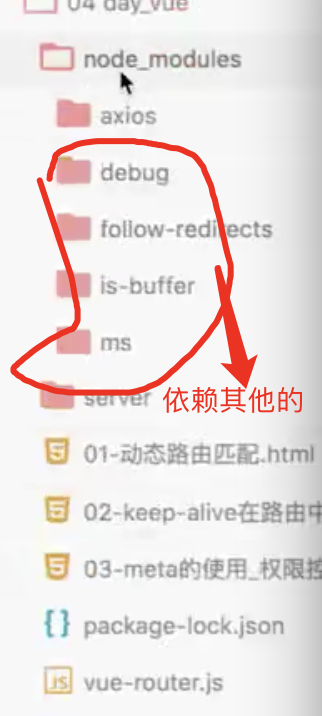 04 day_vue
node_modules
axios
debug
follow-redirects
is-buffer
ms
server 依赖其他的
01-动态路由匹配.html
02-keep-alive在路由中
03-meta的使用_权限控
package-lock.json
JS vue-router.js